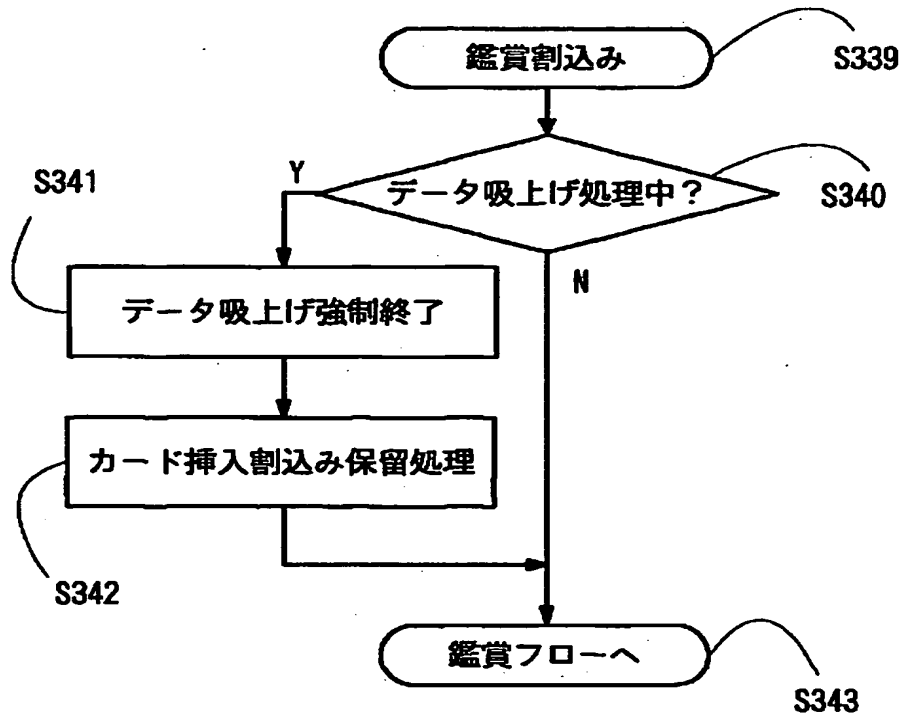 鑑賞割込み
S339
データ吸上げ処理中？
S340
Y
N
S341
データ吸上げ強制終了
カード挿入割込み保留処理
S342
鑑賞フローへ
S343